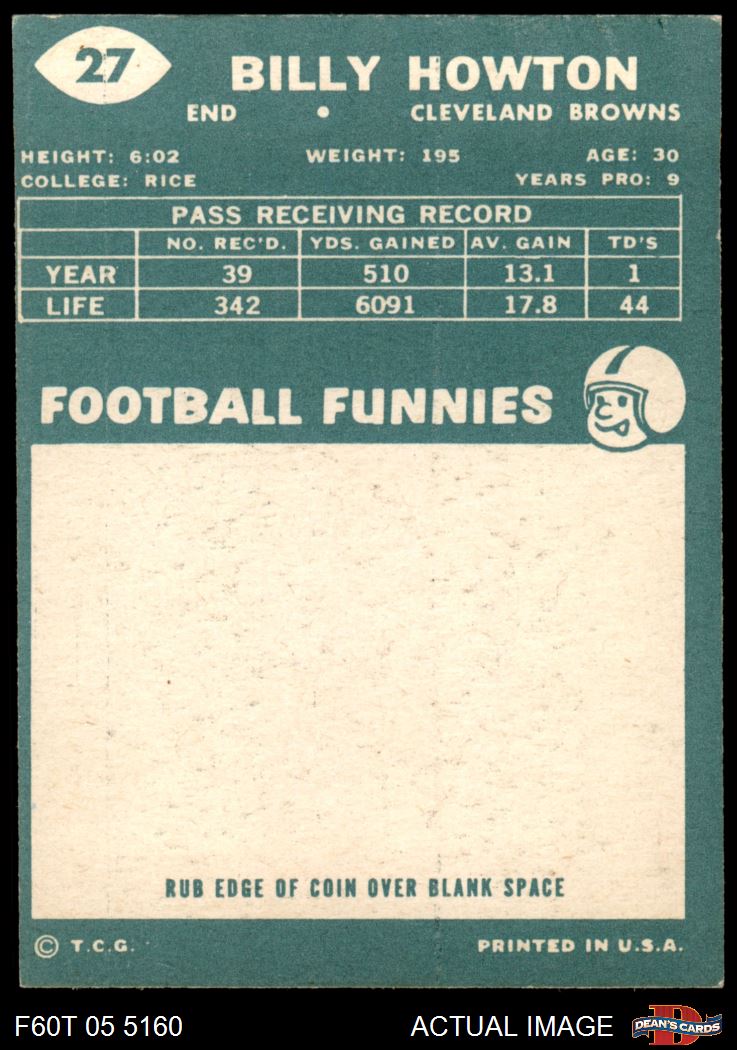 27
BILLY HOWTON
END • CLEVELAND BROWNS
HEIGHT: 6:02 WEIGHT: 195 AGE: 30
COLLEGE: RICE YEARS PRO: 9
PASS RECEIVING RECORD
NO. REC'D. YDS. GAINED AV. GAIN TD'S
YEAR 39 510 13.1 1
LIFE 342 6091 17.8 44
FOOTBALL FUNNIES
RUB EDGE OF COIN OVER BLANK SPACE
© T.C.G. PRINTED IN U.S.A.
F60T 05 5160 ACTUAL IMAGE DEAN'S CARDS